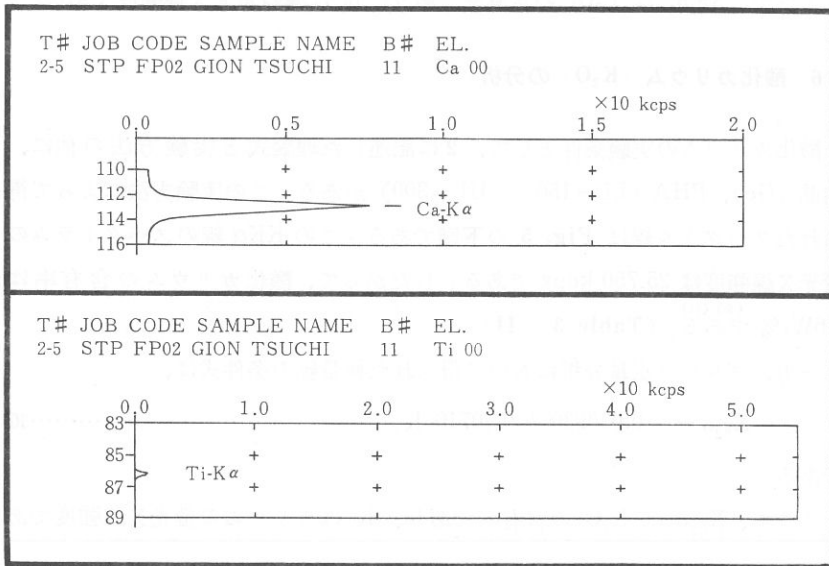 T# JOB CODE SAMPLE NAME B# EL.
2-5 STP FP02 GION TSUCHI 11 Ca 00
×10 kcps
0.0 0.5 1.0 1.5 2.0
110
112
Ca-Kα
114
116
T# JOB CODE SAMPLE NAME B# EL.
2-5 STP FP02 GION TSUCHI 11 Ti 00
×10 kcps
0.0 1.0 2.0 3.0 4.0 5.0
83
85
Ti-Kα
87
89